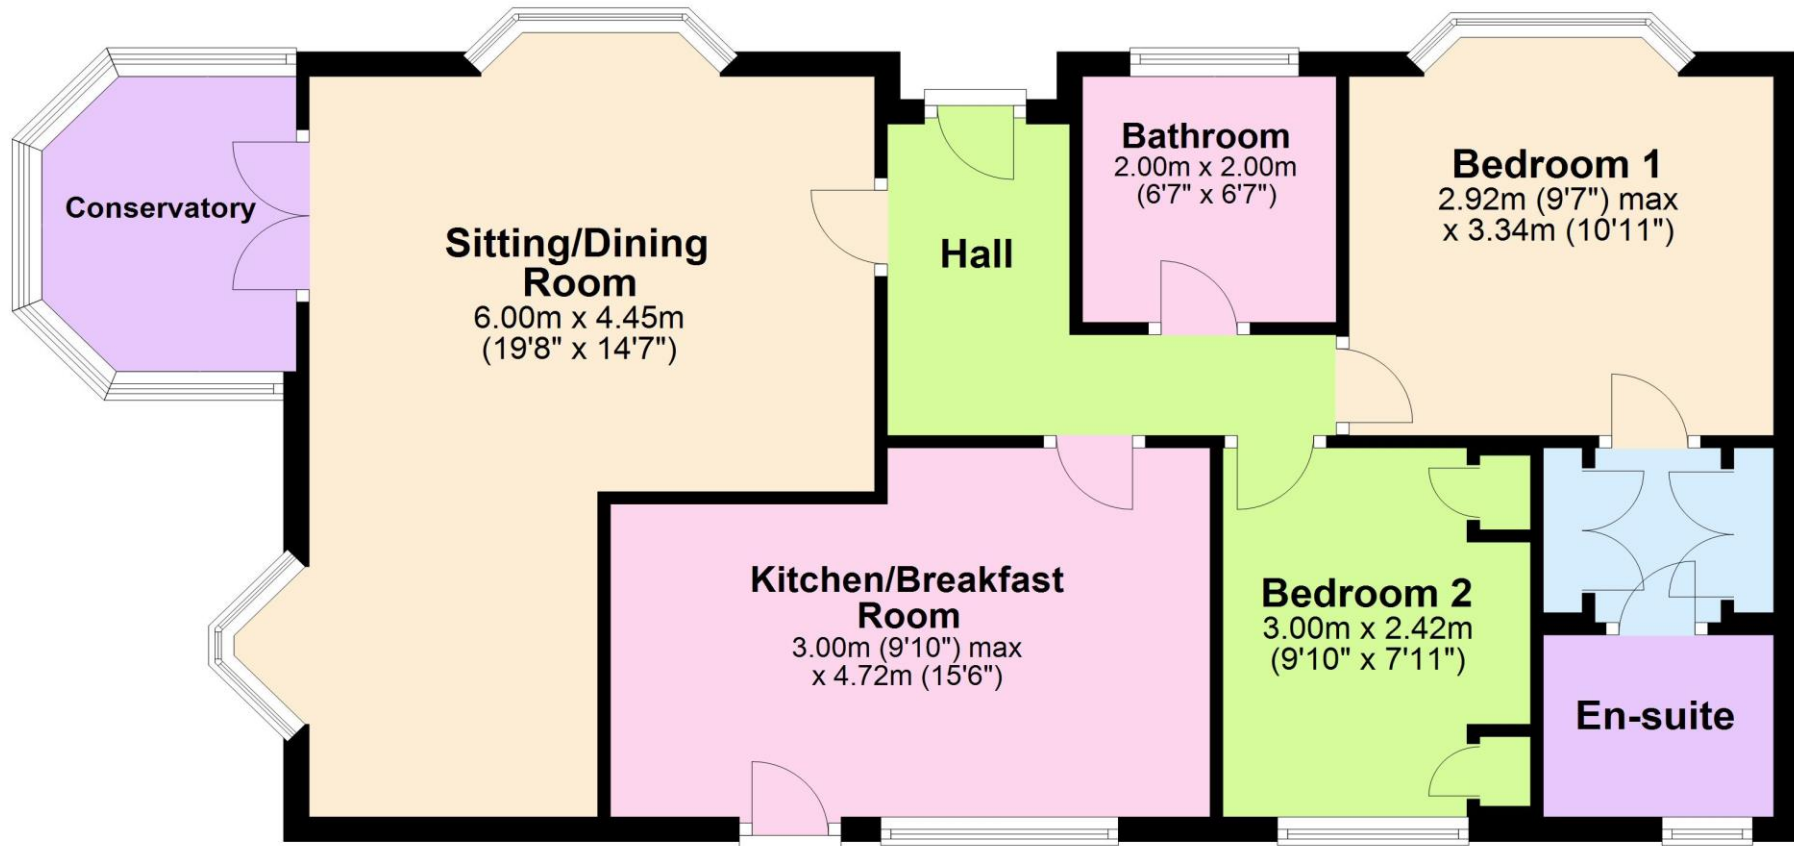 Conservatory
Sitting/Dining
Room
6.00m x 4.45m
(19'8" x 14'7")
Hall
Bathroom
2.00m x 2.00m
(6'7" x 6'7")
Bedroom 1
2.92m (9'7") max
x 3.34m (10'11")
Kitchen/Breakfast
Room
3.00m (9'10") max
x 4.72m (15'6")
Bedroom 2
3.00m x 2.42m
(9'10" x 7'11")
En-suite